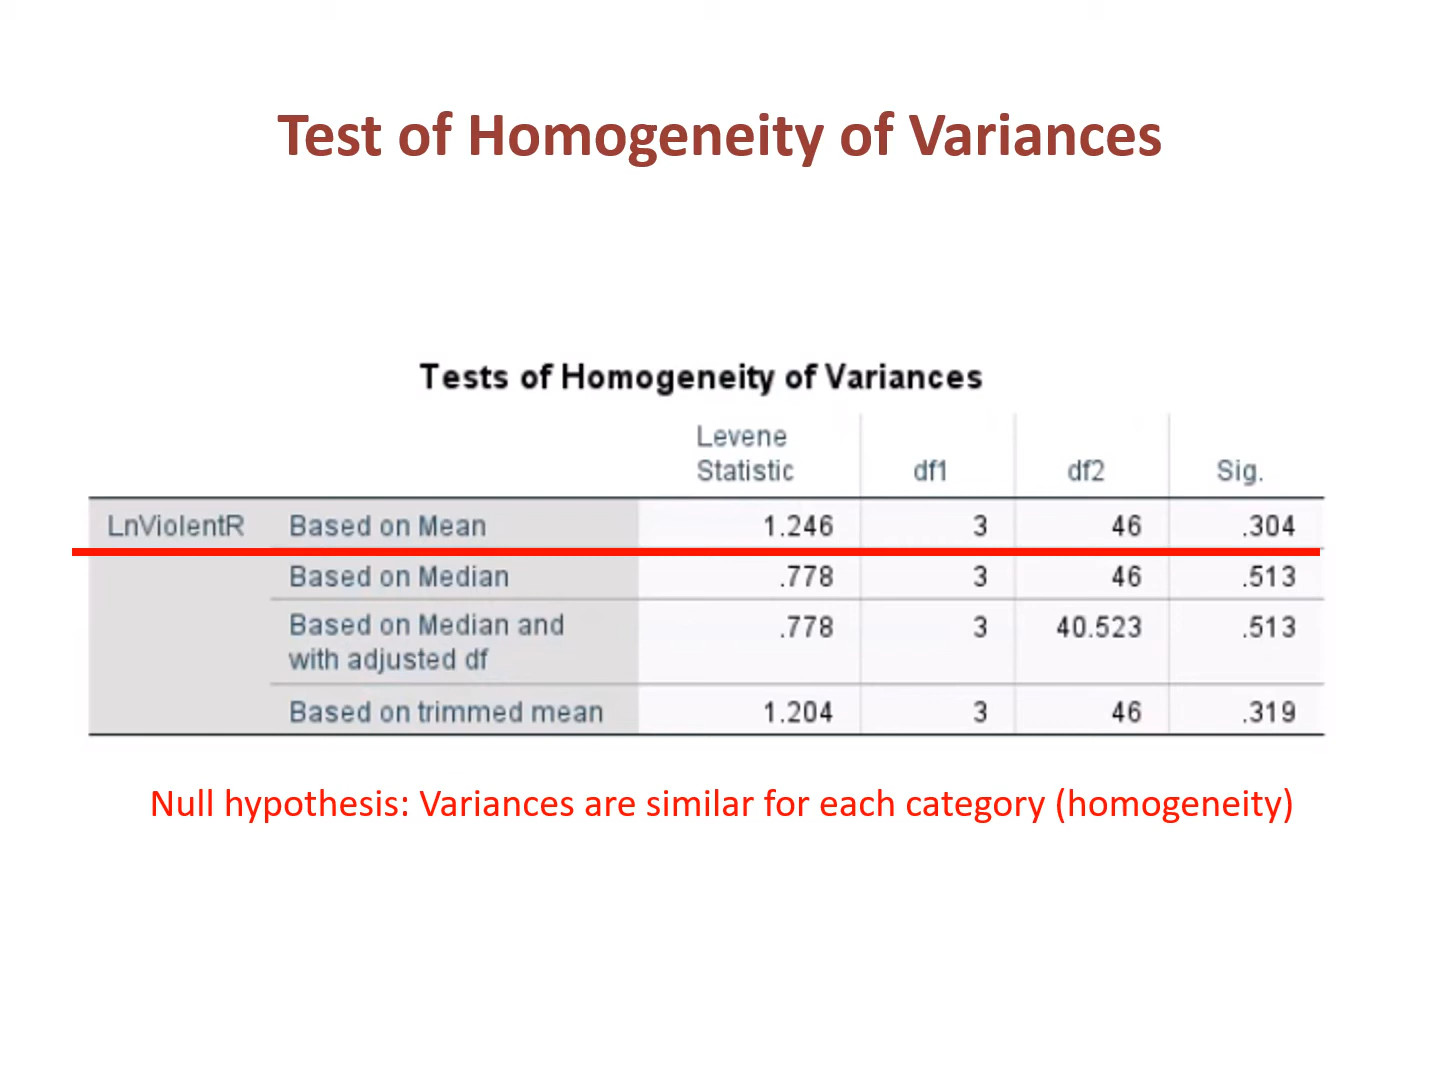 Test of Homogeneity of Variances
Tests of Homogeneity of Variances
Levene
Statistic df1 df2 Sig.
LnViolentR Based on Mean 1.246 3 46 .304
Based on Median .778 3 46 .513
Based on Median and
with adjusted df .778 3 40.523 .513
Based on trimmed mean 1.204 3 46 .319
Null hypothesis: Variances are similar for each category (homogeneity)